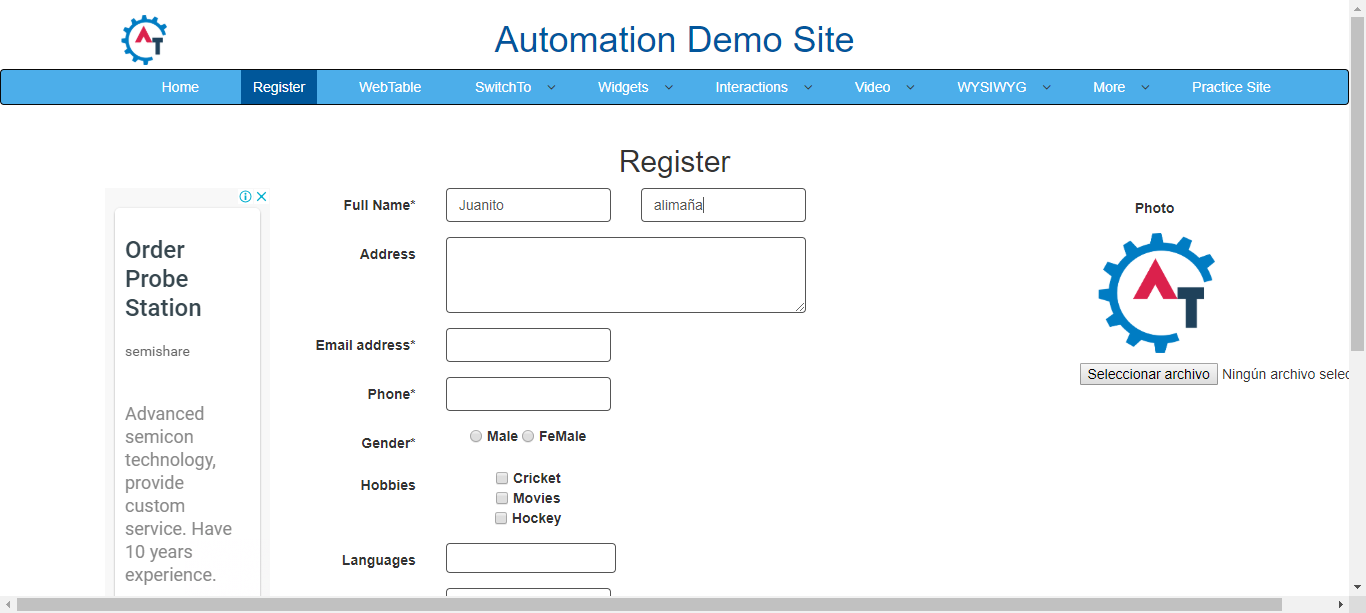 Automation Demo Site
Home Register WebTable SwitchTo Widgets Interactions Video WYSIWYG More Practice Site
Register
Order
Probe
Station
semishare
Advanced
semicon
technology,
provide
custom
service. Have
10 years
experience.
Full Name* Juanito alimaña
Address
Email address*
Phone*
Gender* Male FeMale
Hobbies Cricket
Movies
Hockey
Languages
Photo
AT
Seleccionar archivo Ningún archivo selec